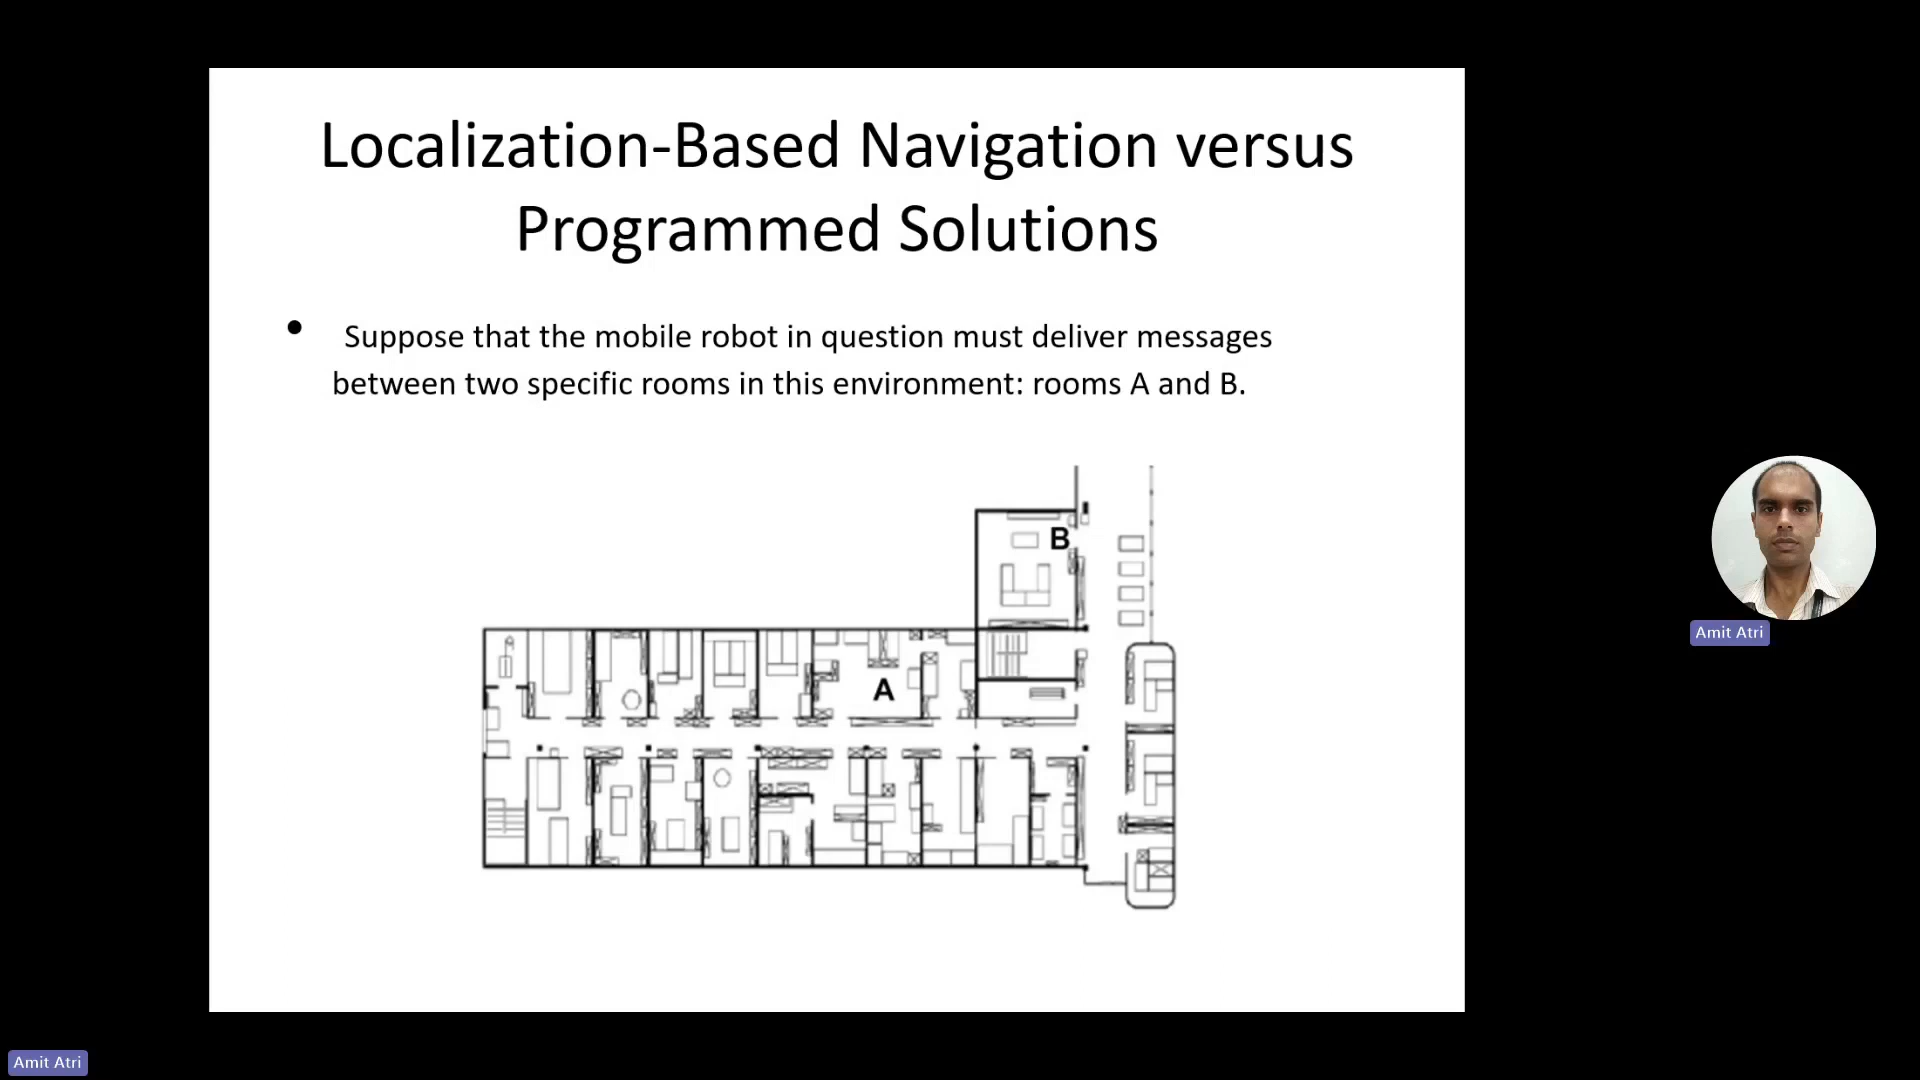 Localization-Based Navigation versus
Programmed Solutions
• Suppose that the mobile robot in question must deliver messages
between two specific rooms in this environment: rooms A and B.
B
A
Amit Atri
Amit Atri